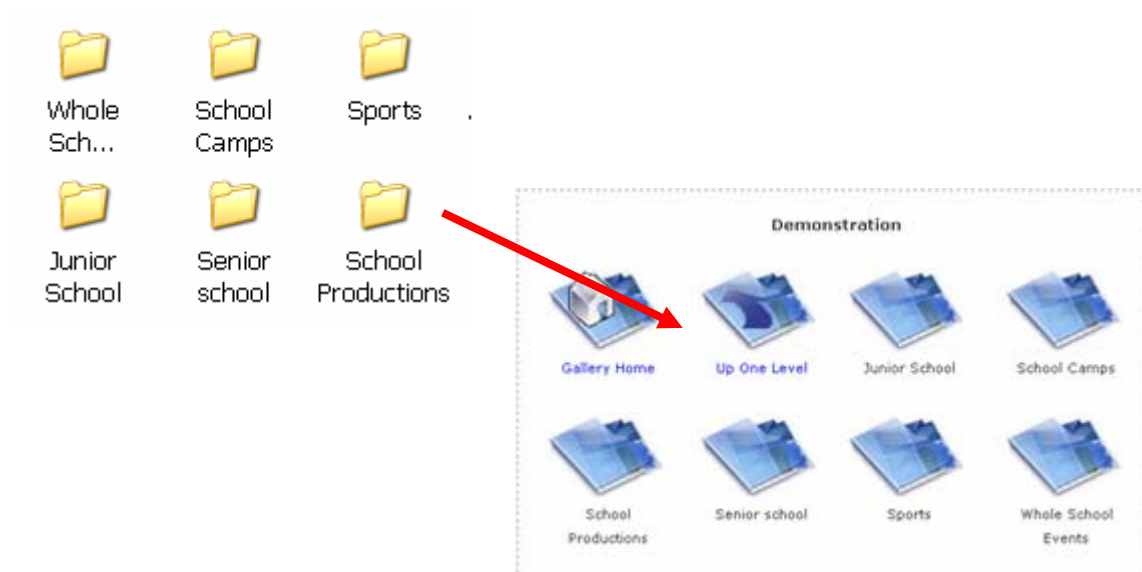 Whole
Sch...
School
Camps
Sports
Junior
School
Senior
school
School
Productions
Demonstration
Gallery Home
Up One Level
Junior School
School Camps
School
Productions
Senior school
Sports
Whole School
Events